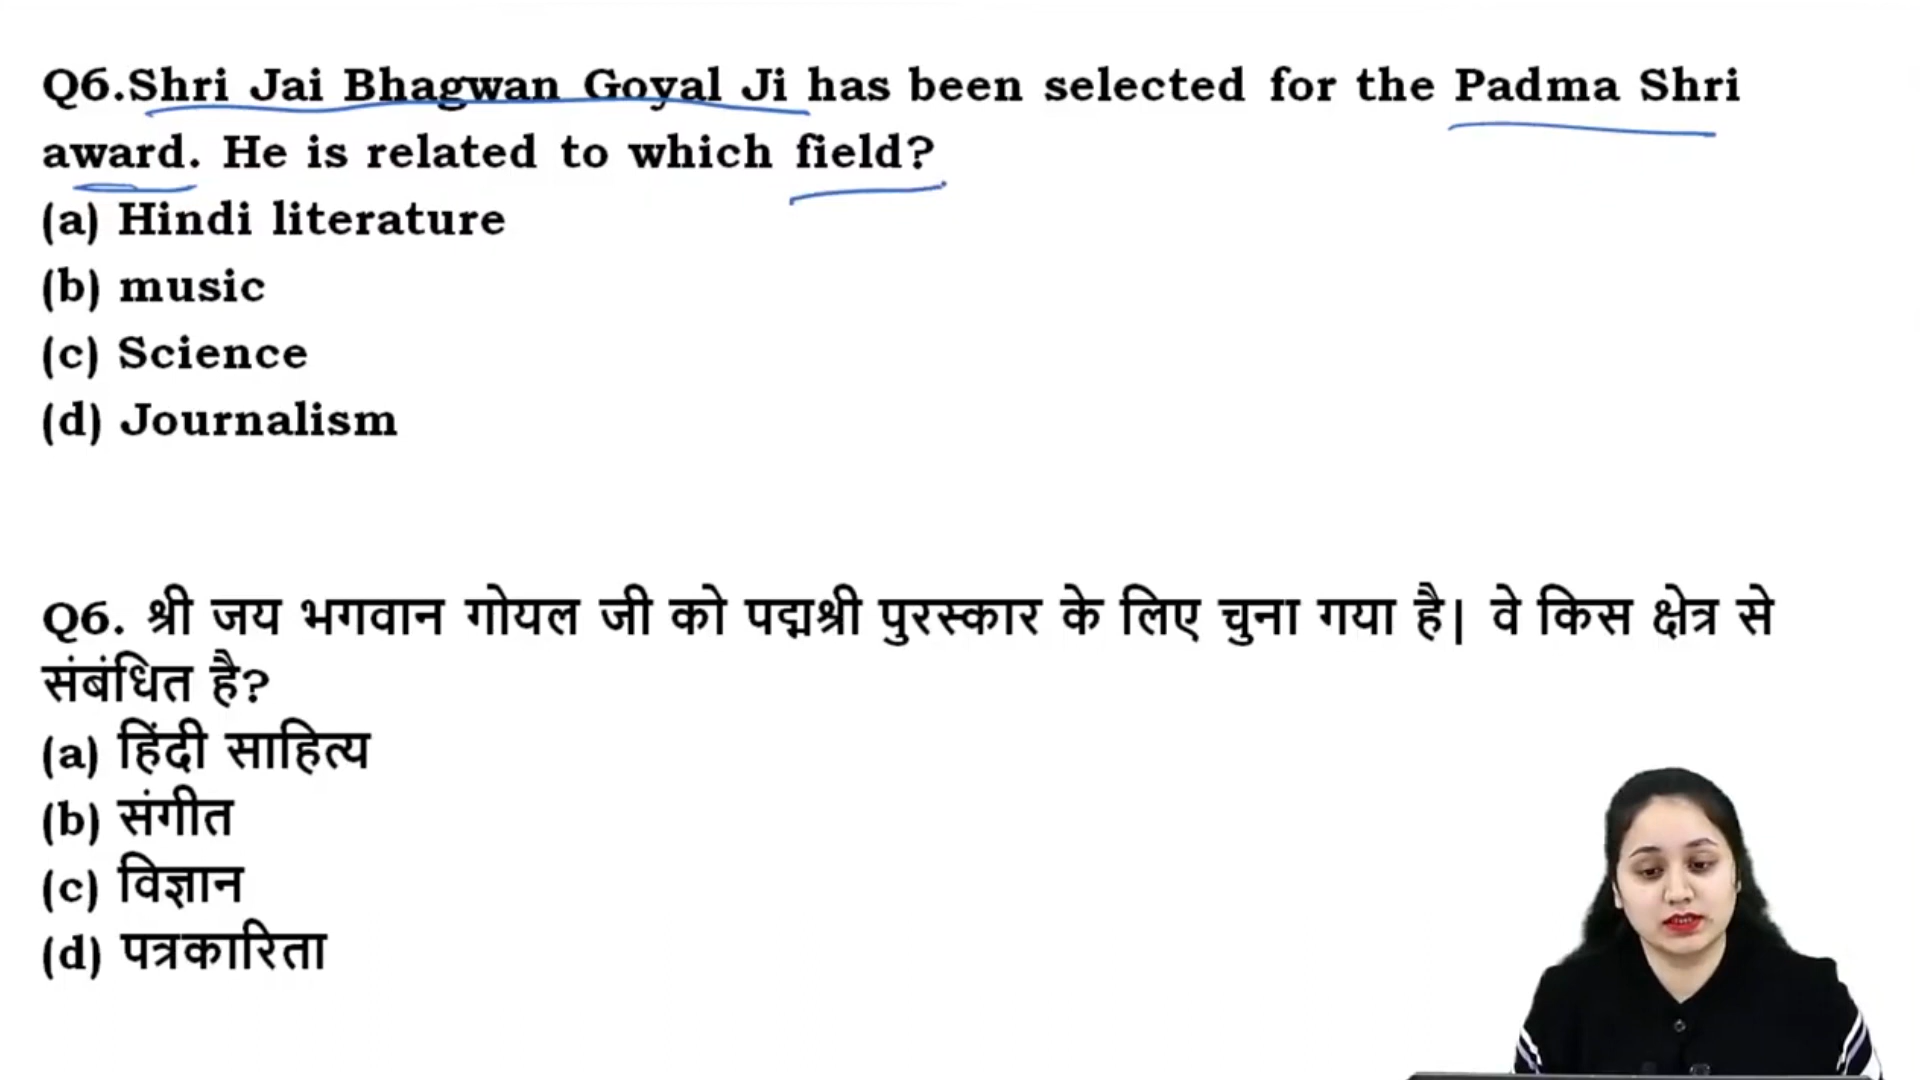 Q6.Shri Jai Bhagwan Goyal Ji has been selected for the Padma Shri
award. He is related to which field?
(a) Hindi literature
(b) music
(c) Science
(d) Journalism
Q6. श्री जय भगवान गोयल जी को पद्मश्री पुरस्कार के लिए चुना गया है| वे किस क्षेत्र से
संबंधित है?
(a) हिंदी साहित्य
(b) संगीत
(c) विज्ञान
(d) पत्रकारिता